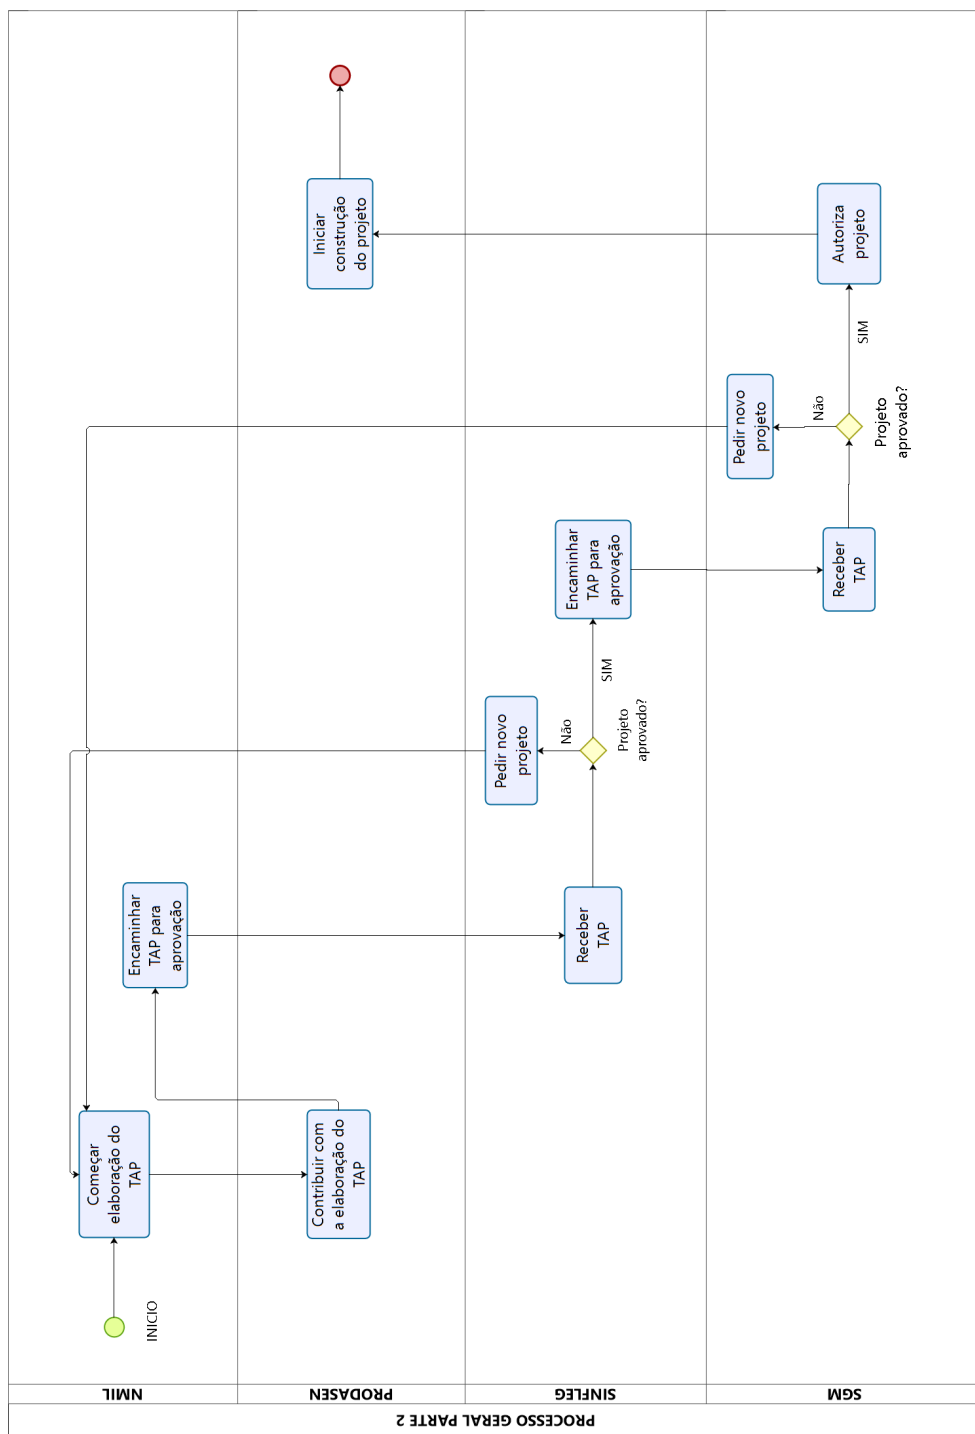 PROCESSO GERAL PARTE 2
NMIL
INICIO
Começar
elaboração do
TAP
Encaminhar
TAP para
aprovação
PRODASEN
Contribuir com
a elaboração do
TAP
Iniciar
construção
do projeto
SINFLEG
Receber
TAP
Projeto
aprovado?
Não
Pedir novo
projeto
SIM
Encaminhar
TAP para
aprovação
SGM
Receber
TAP
Projeto
aprovado?
Não
Pedir novo
projeto
SIM
Autoriza
projeto